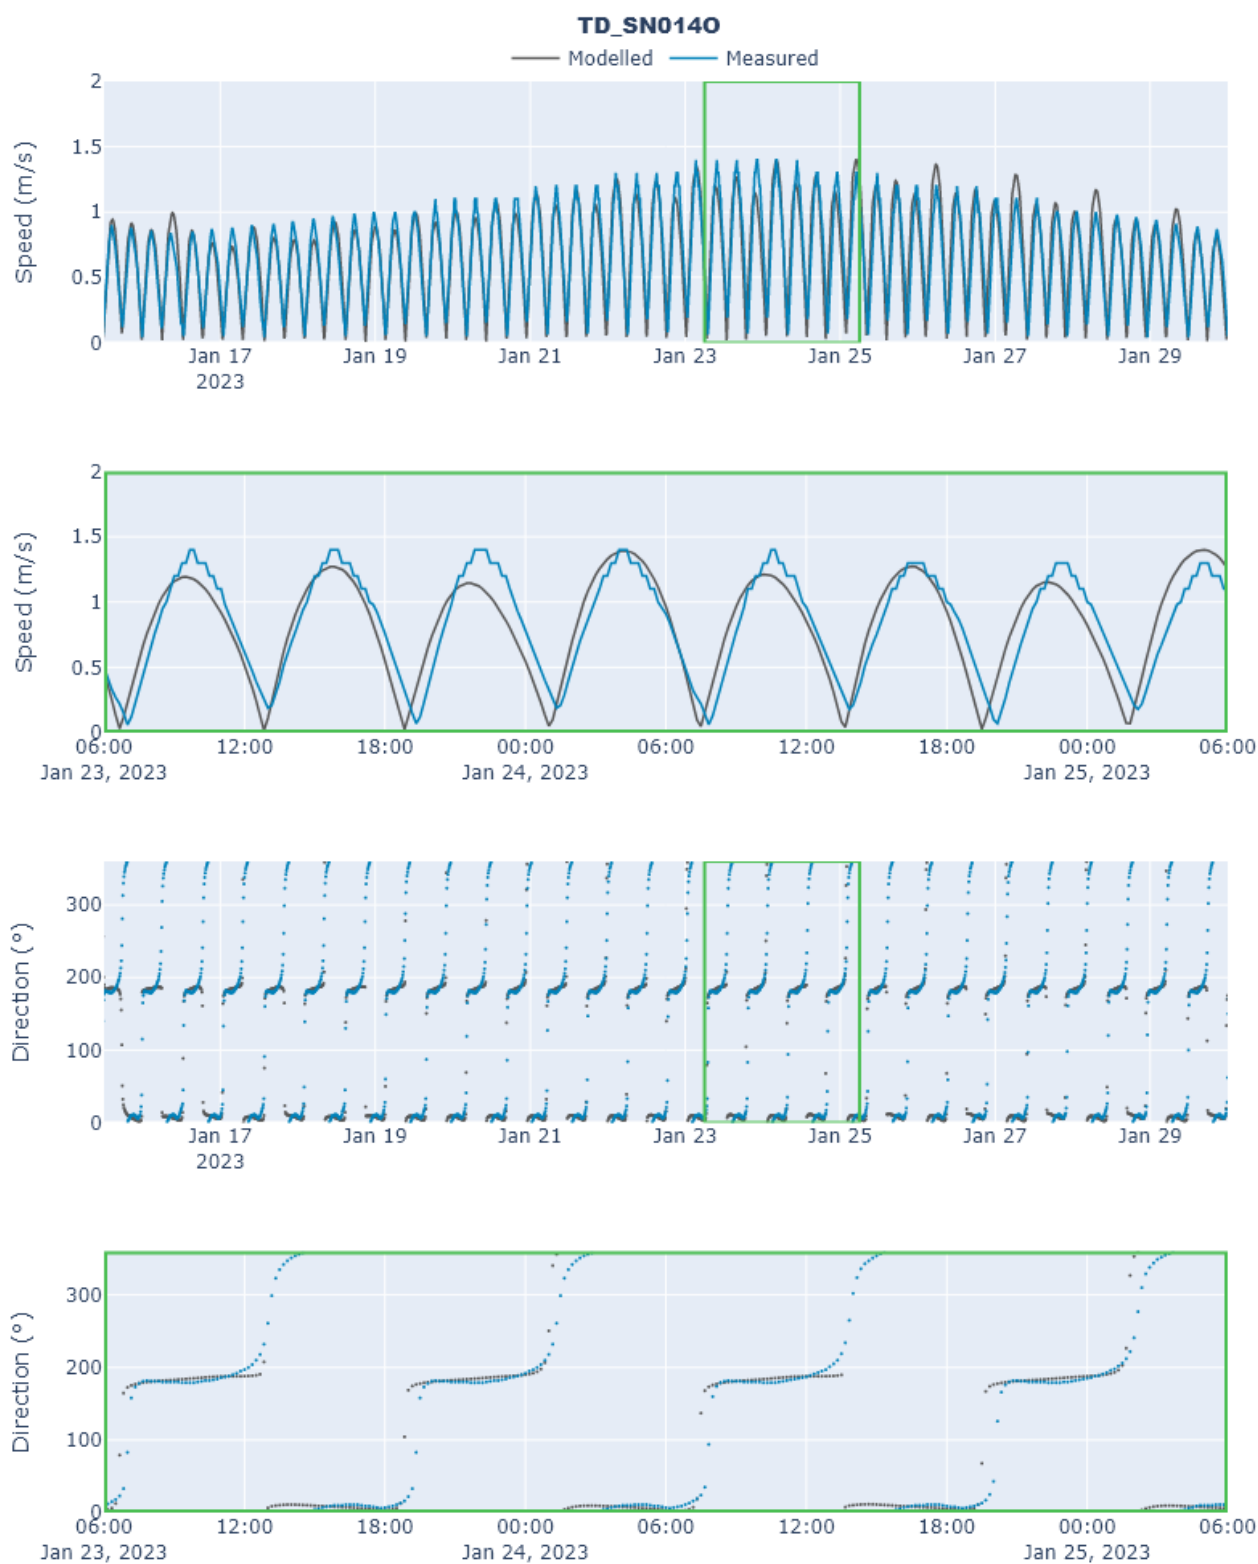 TD_SN014O
Modelled Measured
Speed (m/s)
2
1.5
1
0.5
0
Jan 17 Jan 19 Jan 21 Jan 23 Jan 25 Jan 27 Jan 29
2023
Speed (m/s)
2
1.5
1
0.5
0
06:00 12:00 18:00 00:00 06:00 12:00 18:00 00:00 06:00
Jan 23, 2023 Jan 24, 2023 Jan 25, 2023
Direction (°)
300
200
100
0
Jan 17 Jan 19 Jan 21 Jan 23 Jan 25 Jan 27 Jan 29
2023
Direction (°)
300
200
100
0
06:00 12:00 18:00 00:00 06:00 12:00 18:00 00:00 06:00
Jan 23, 2023 Jan 24, 2023 Jan 25, 2023